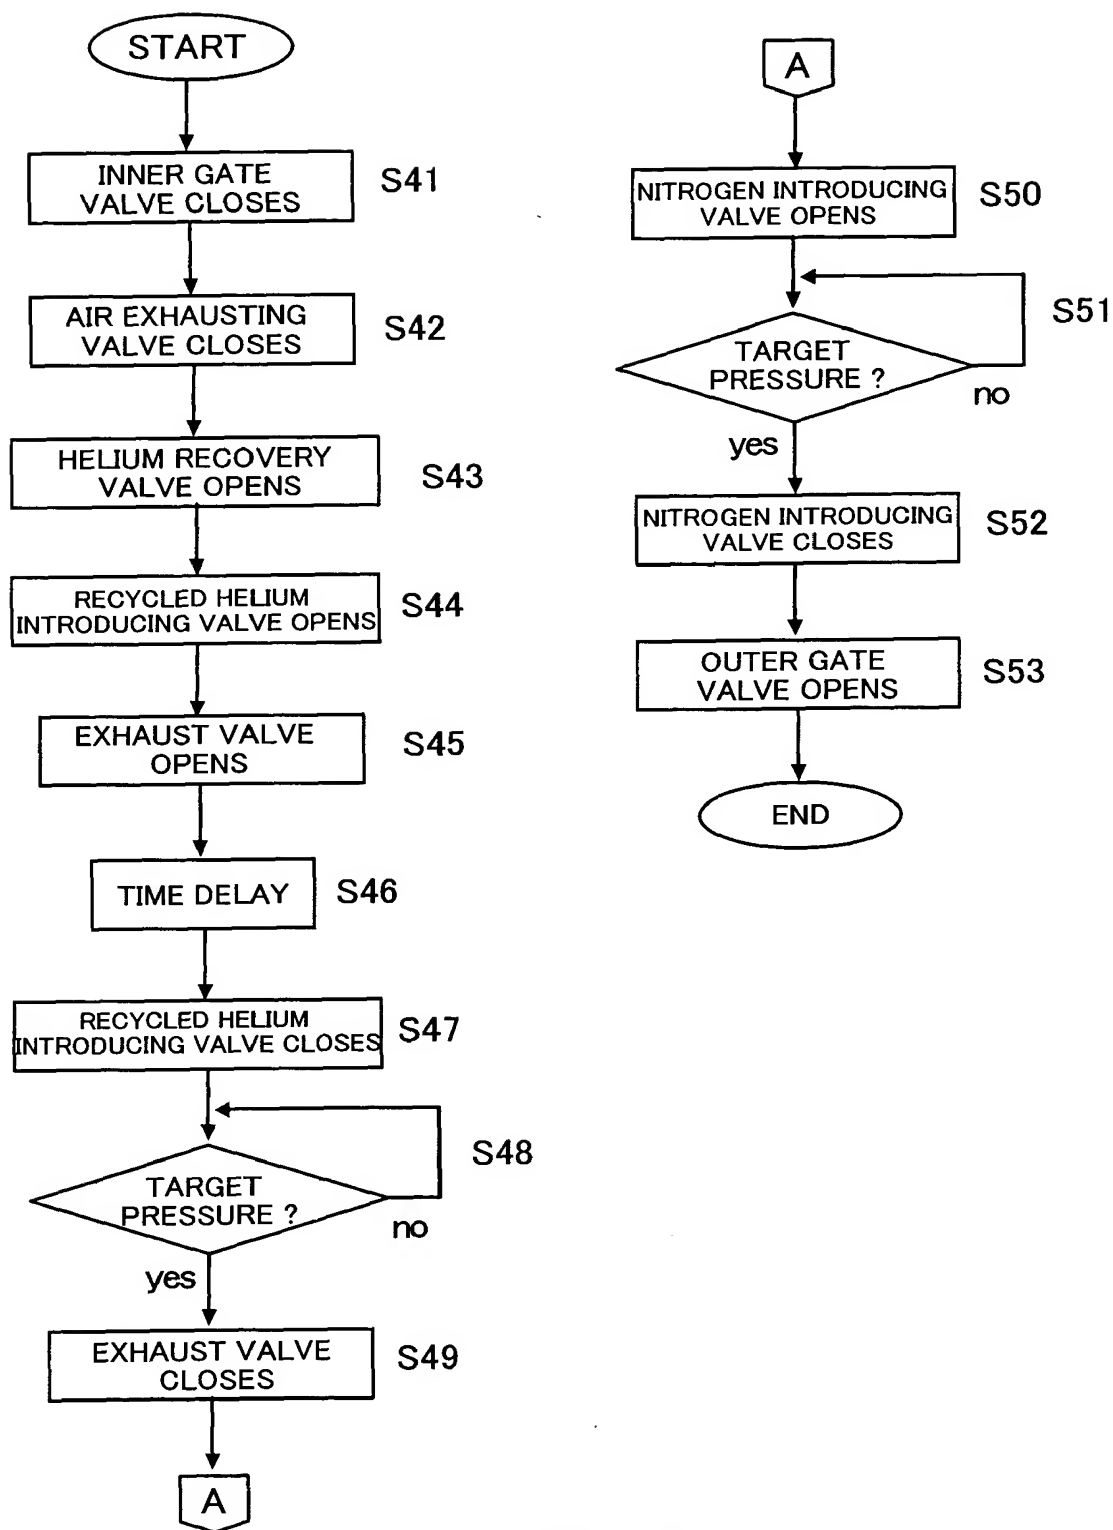 START
INNER GATE
VALVE CLOSES
S41
AIR EXHAUSTING
VALVE CLOSES
S42
HELIUM RECOVERY
VALVE OPENS
S43
RECYCLED HELIUM
INTRODUCING VALVE OPENS
S44
EXHAUST VALVE
OPENS
S45
TIME DELAY
S46
RECYCLED HELIUM
INTRODUCING VALVE CLOSES
S47
TARGET
PRESSURE ?
S48
no
yes
EXHAUST VALVE
CLOSES
S49
A
A
NITROGEN INTRODUCING
VALVE OPENS
S50
TARGET
PRESSURE ?
S51
no
yes
NITROGEN INTRODUCING
VALVE CLOSES
S52
OUTER GATE
VALVE OPENS
S53
END